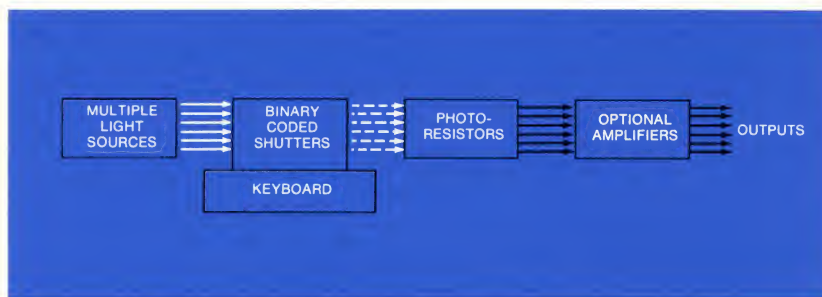 MULTIPLE
LIGHT
SOURCES
BINARY
CODED
SHUTTERS
KEYBOARD
PHOTO-
RESISTORS
OPTIONAL
AMPLIFIERS
OUTPUTS